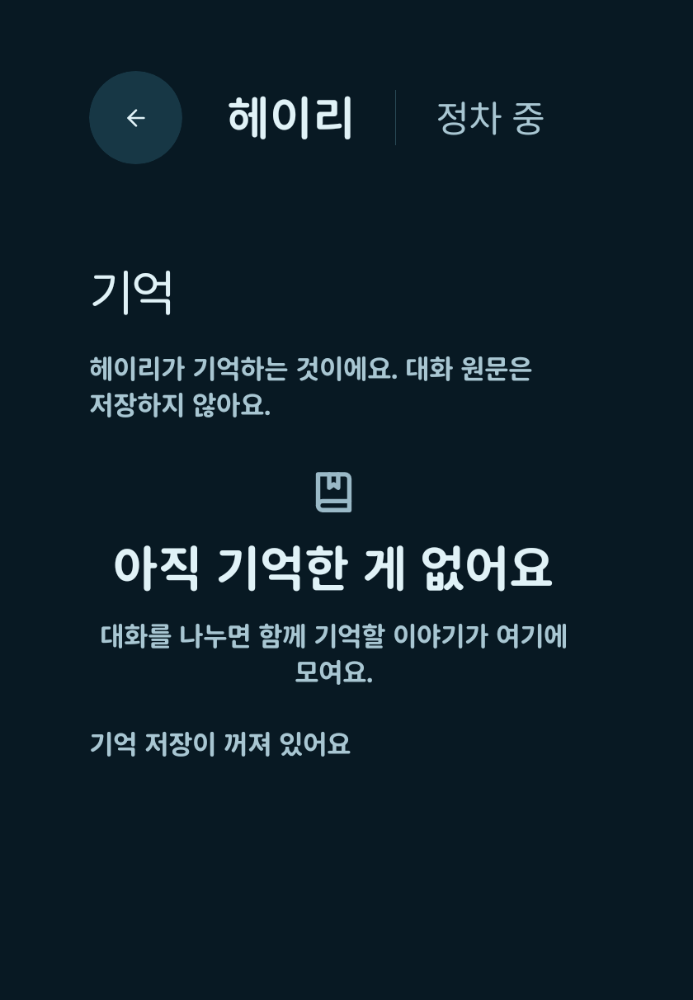 헤이리
정차 중
기억
헤이리가 기억하는 것이에요. 대화 원문은
저장하지 않아요.
아직 기억한 게 없어요
대화를 나누면 함께 기억할 이야기가 여기에
모여요.
기억 저장이 꺼져 있어요